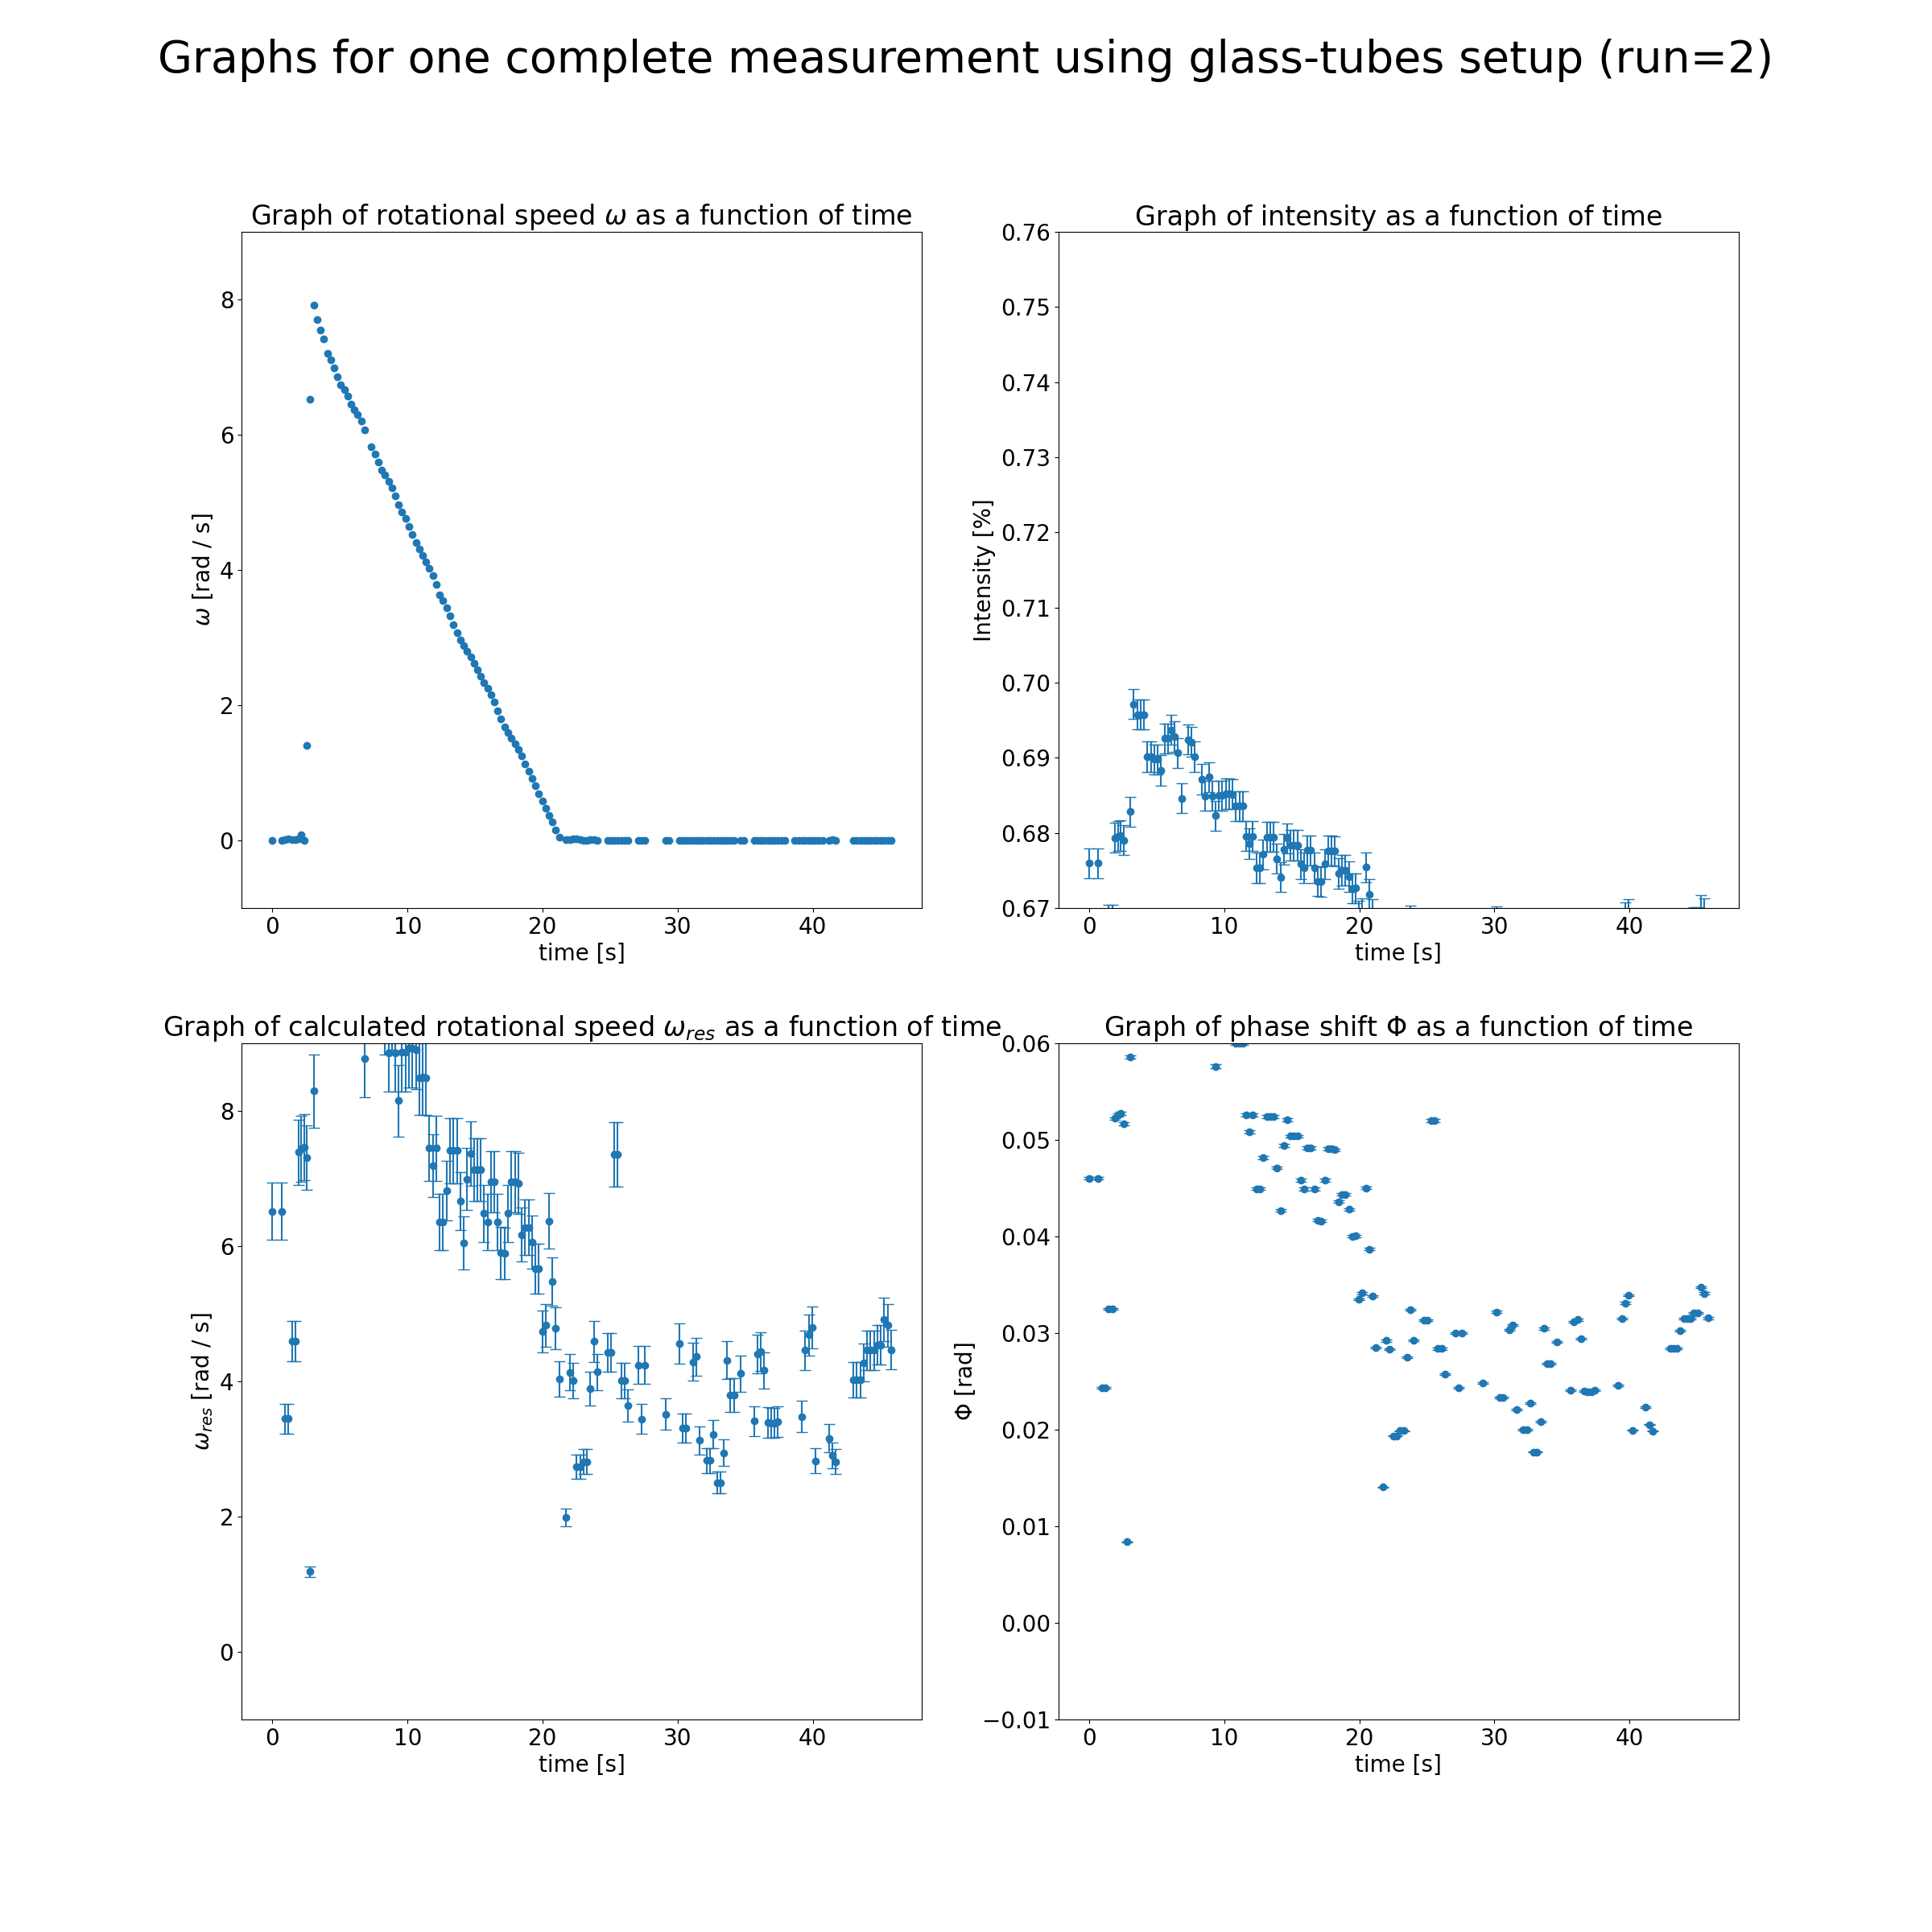 Graphs for one complete measurement using glass-tubes setup (run=2)
Graph of rotational speed ω as a function of time
8
6
4
2
0
ω [rad / s]
0 10 20 30 40
time [s]
Graph of intensity as a function of time
0.76
0.75
0.74
0.73
0.72
0.71
0.70
0.69
0.68
0.67
Intensity [%]
0 10 20 30 40
time [s]
Graph of calculated rotational speed ω_res as a function of time
8
6
4
2
0
ω_res [rad / s]
0 10 20 30 40
time [s]
Graph of phase shift Φ as a function of time
0.06
0.05
0.04
0.03
0.02
0.01
0.00
−0.01
Φ [rad]
0 10 20 30 40
time [s]